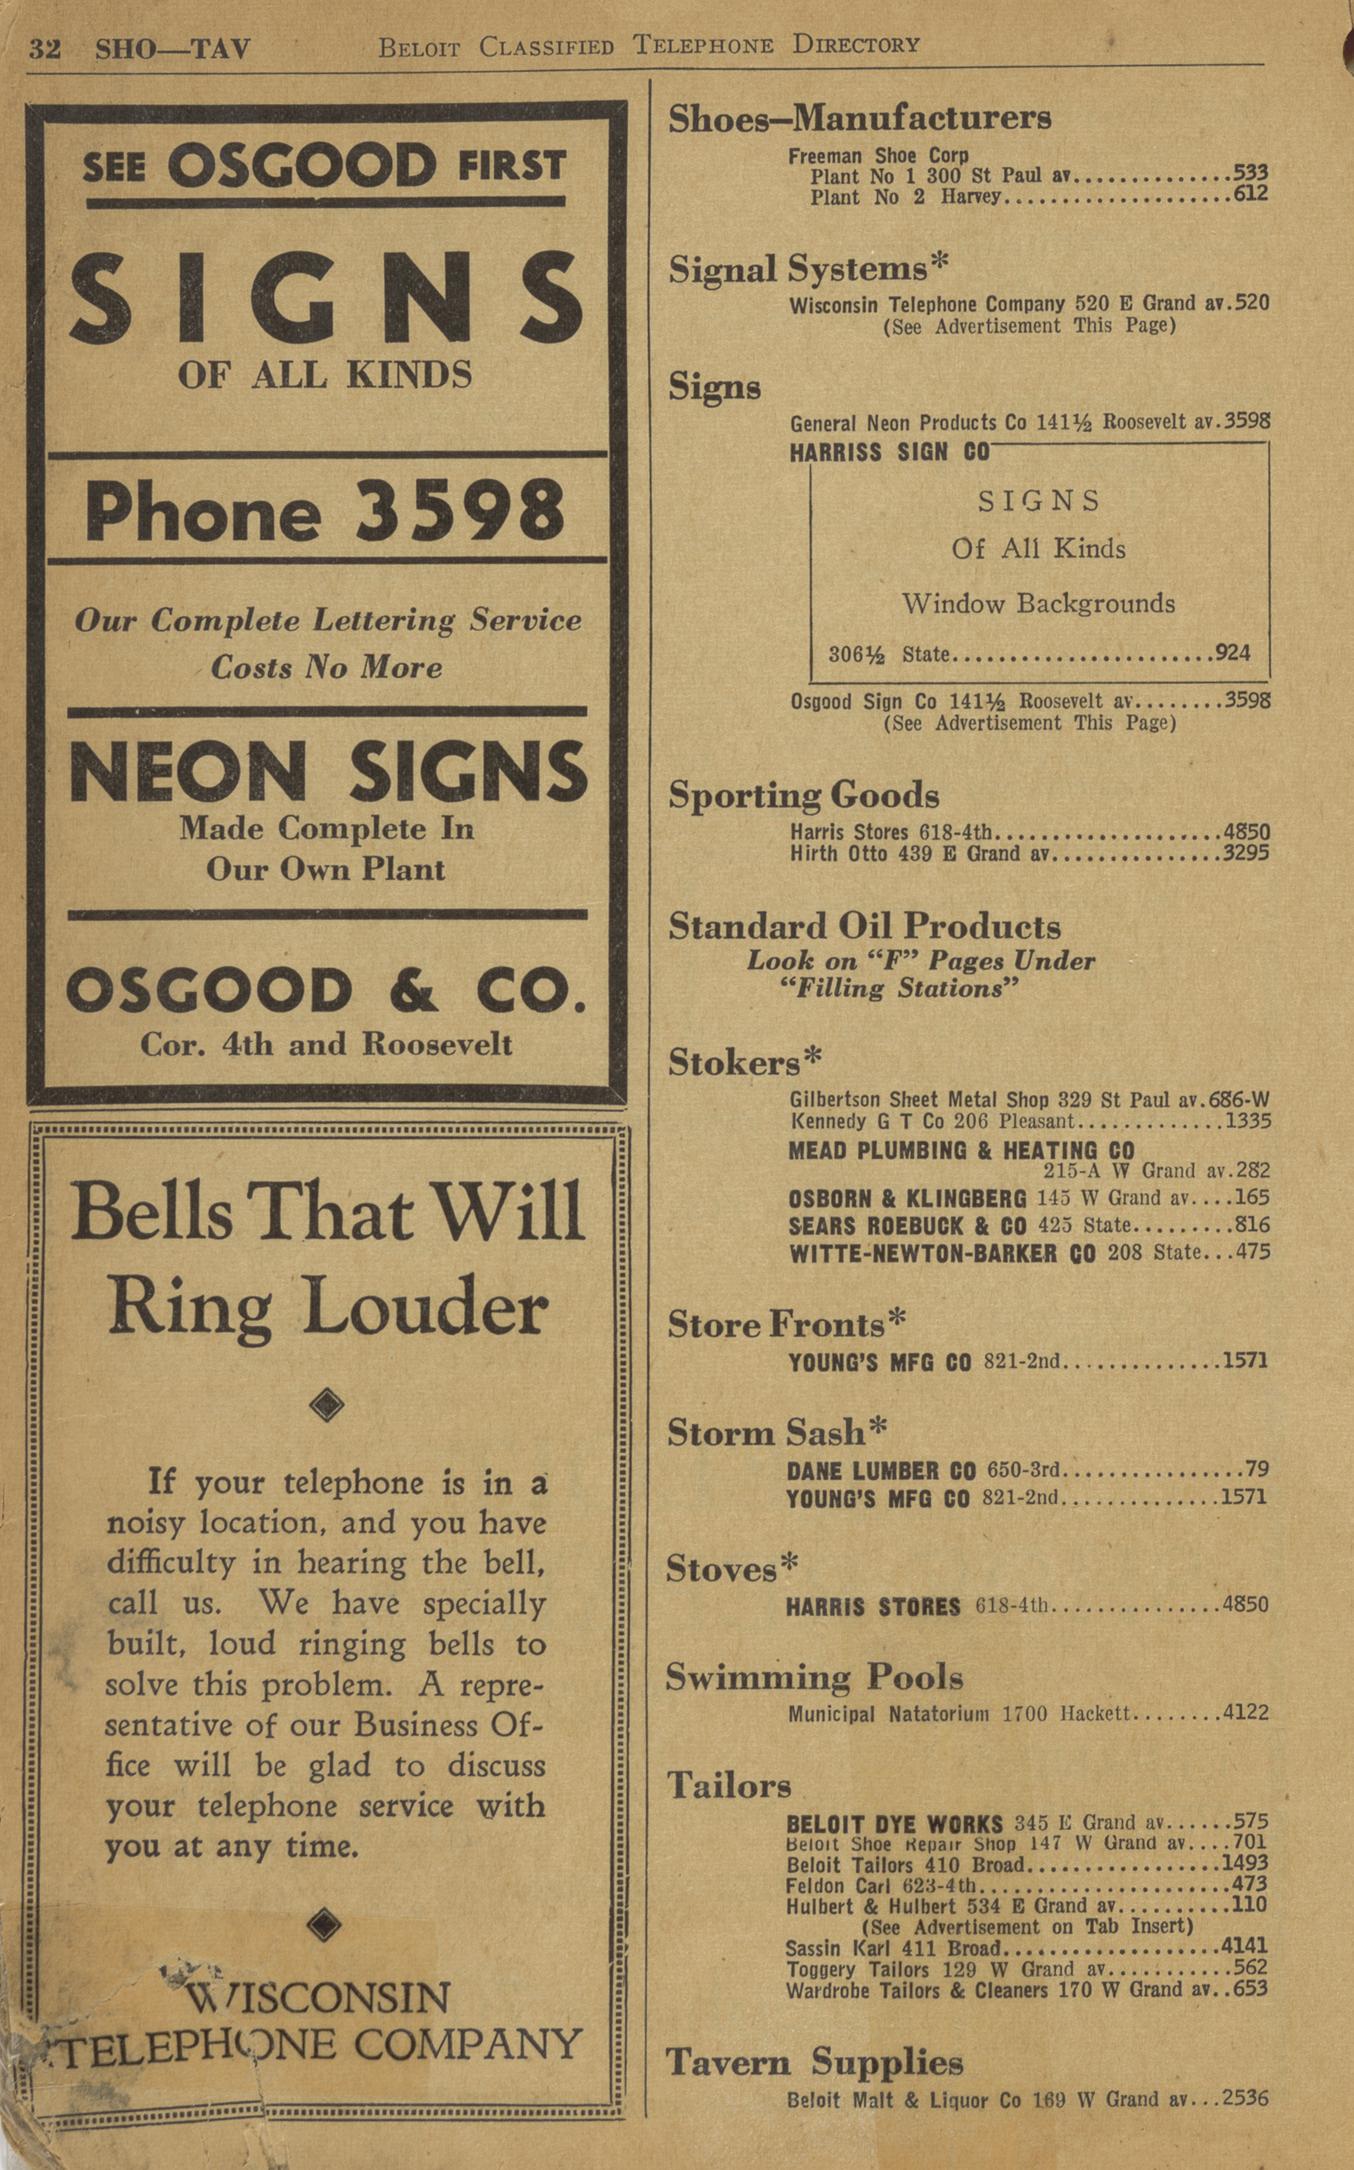 32 SHO—TAV BELOIT CLASSIFIED TELEPHONE DIRECTORY
SEE OSGOOD FIRST
SIGNS
OF ALL KINDS
Phone 3598
Our Complete Lettering Service
Costs No More
NEON SIGNS
Made Complete In
Our Own Plant
OSGOOD & CO.
Cor. 4th and Roosevelt
Bells That Will
Ring Louder
If your telephone is in a
noisy location, and you have
difficulty in hearing the bell,
call us. We have specially
built, loud ringing bells to
solve this problem. A repre-
sentative of our Business Of-
fice will be glad to discuss
your telephone service with
you at any time.
WISCONSIN
TELEPHONE COMPANY
Shoes—Manufacturers
Freeman Shoe Corp
Plant No 1 300 St Paul av..............533
Plant No 2 Harvey....................612
Signal Systems*
Wisconsin Telephone Company 520 E Grand av.520
(See Advertisement This Page)
Signs
General Neon Products Co 141½ Roosevelt av.3598
HARRISS SIGN CO
SIGNS
Of All Kinds
Window Backgrounds
306½ State.......................924
Osgood Sign Co 141½ Roosevelt av........3598
(See Advertisement This Page)
Sporting Goods
Harris Stores 618-4th....................4850
Hirth Otto 439 E Grand av...............3295
Standard Oil Products
Look on “F” Pages Under
“Filling Stations”
Stokers*
Gilbertson Sheet Metal Shop 329 St Paul av.686-W
Kennedy G T Co 206 Pleasant.............1335
MEAD PLUMBING & HEATING CO
215-A W Grand av.282
OSBORN & KLINGBERG 145 W Grand av....165
SEARS ROEBUCK & CO 425 State.........816
WITTE-NEWTON-BARKER CO 208 State...475
Store Fronts*
YOUNG'S MFG CO 821-2nd..............1571
Storm Sash*
DANE LUMBER CO 650-3rd................79
YOUNG'S MFG CO 821-2nd..............1571
Stoves*
HARRIS STORES 618-4th...............4850
Swimming Pools
Municipal Natatorium 1700 Hackett........4122
Tailors
BELOIT DYE WORKS 345 E Grand av......575
Beloit Shoe Repair Shop 147 W Grand av....701
Beloit Tailors 410 Broad.................1493
Feldon Carl 623-4th......................473
Hulbert & Hulbert 534 E Grand av..........110
(See Advertisement on Tab Insert)
Sassin Karl 411 Broad...................4141
Toggery Tailors 129 W Grand av...........562
Wardrobe Tailors & Cleaners 170 W Grand av..653
Tavern Supplies
Beloit Malt & Liquor Co 169 W Grand av...2536